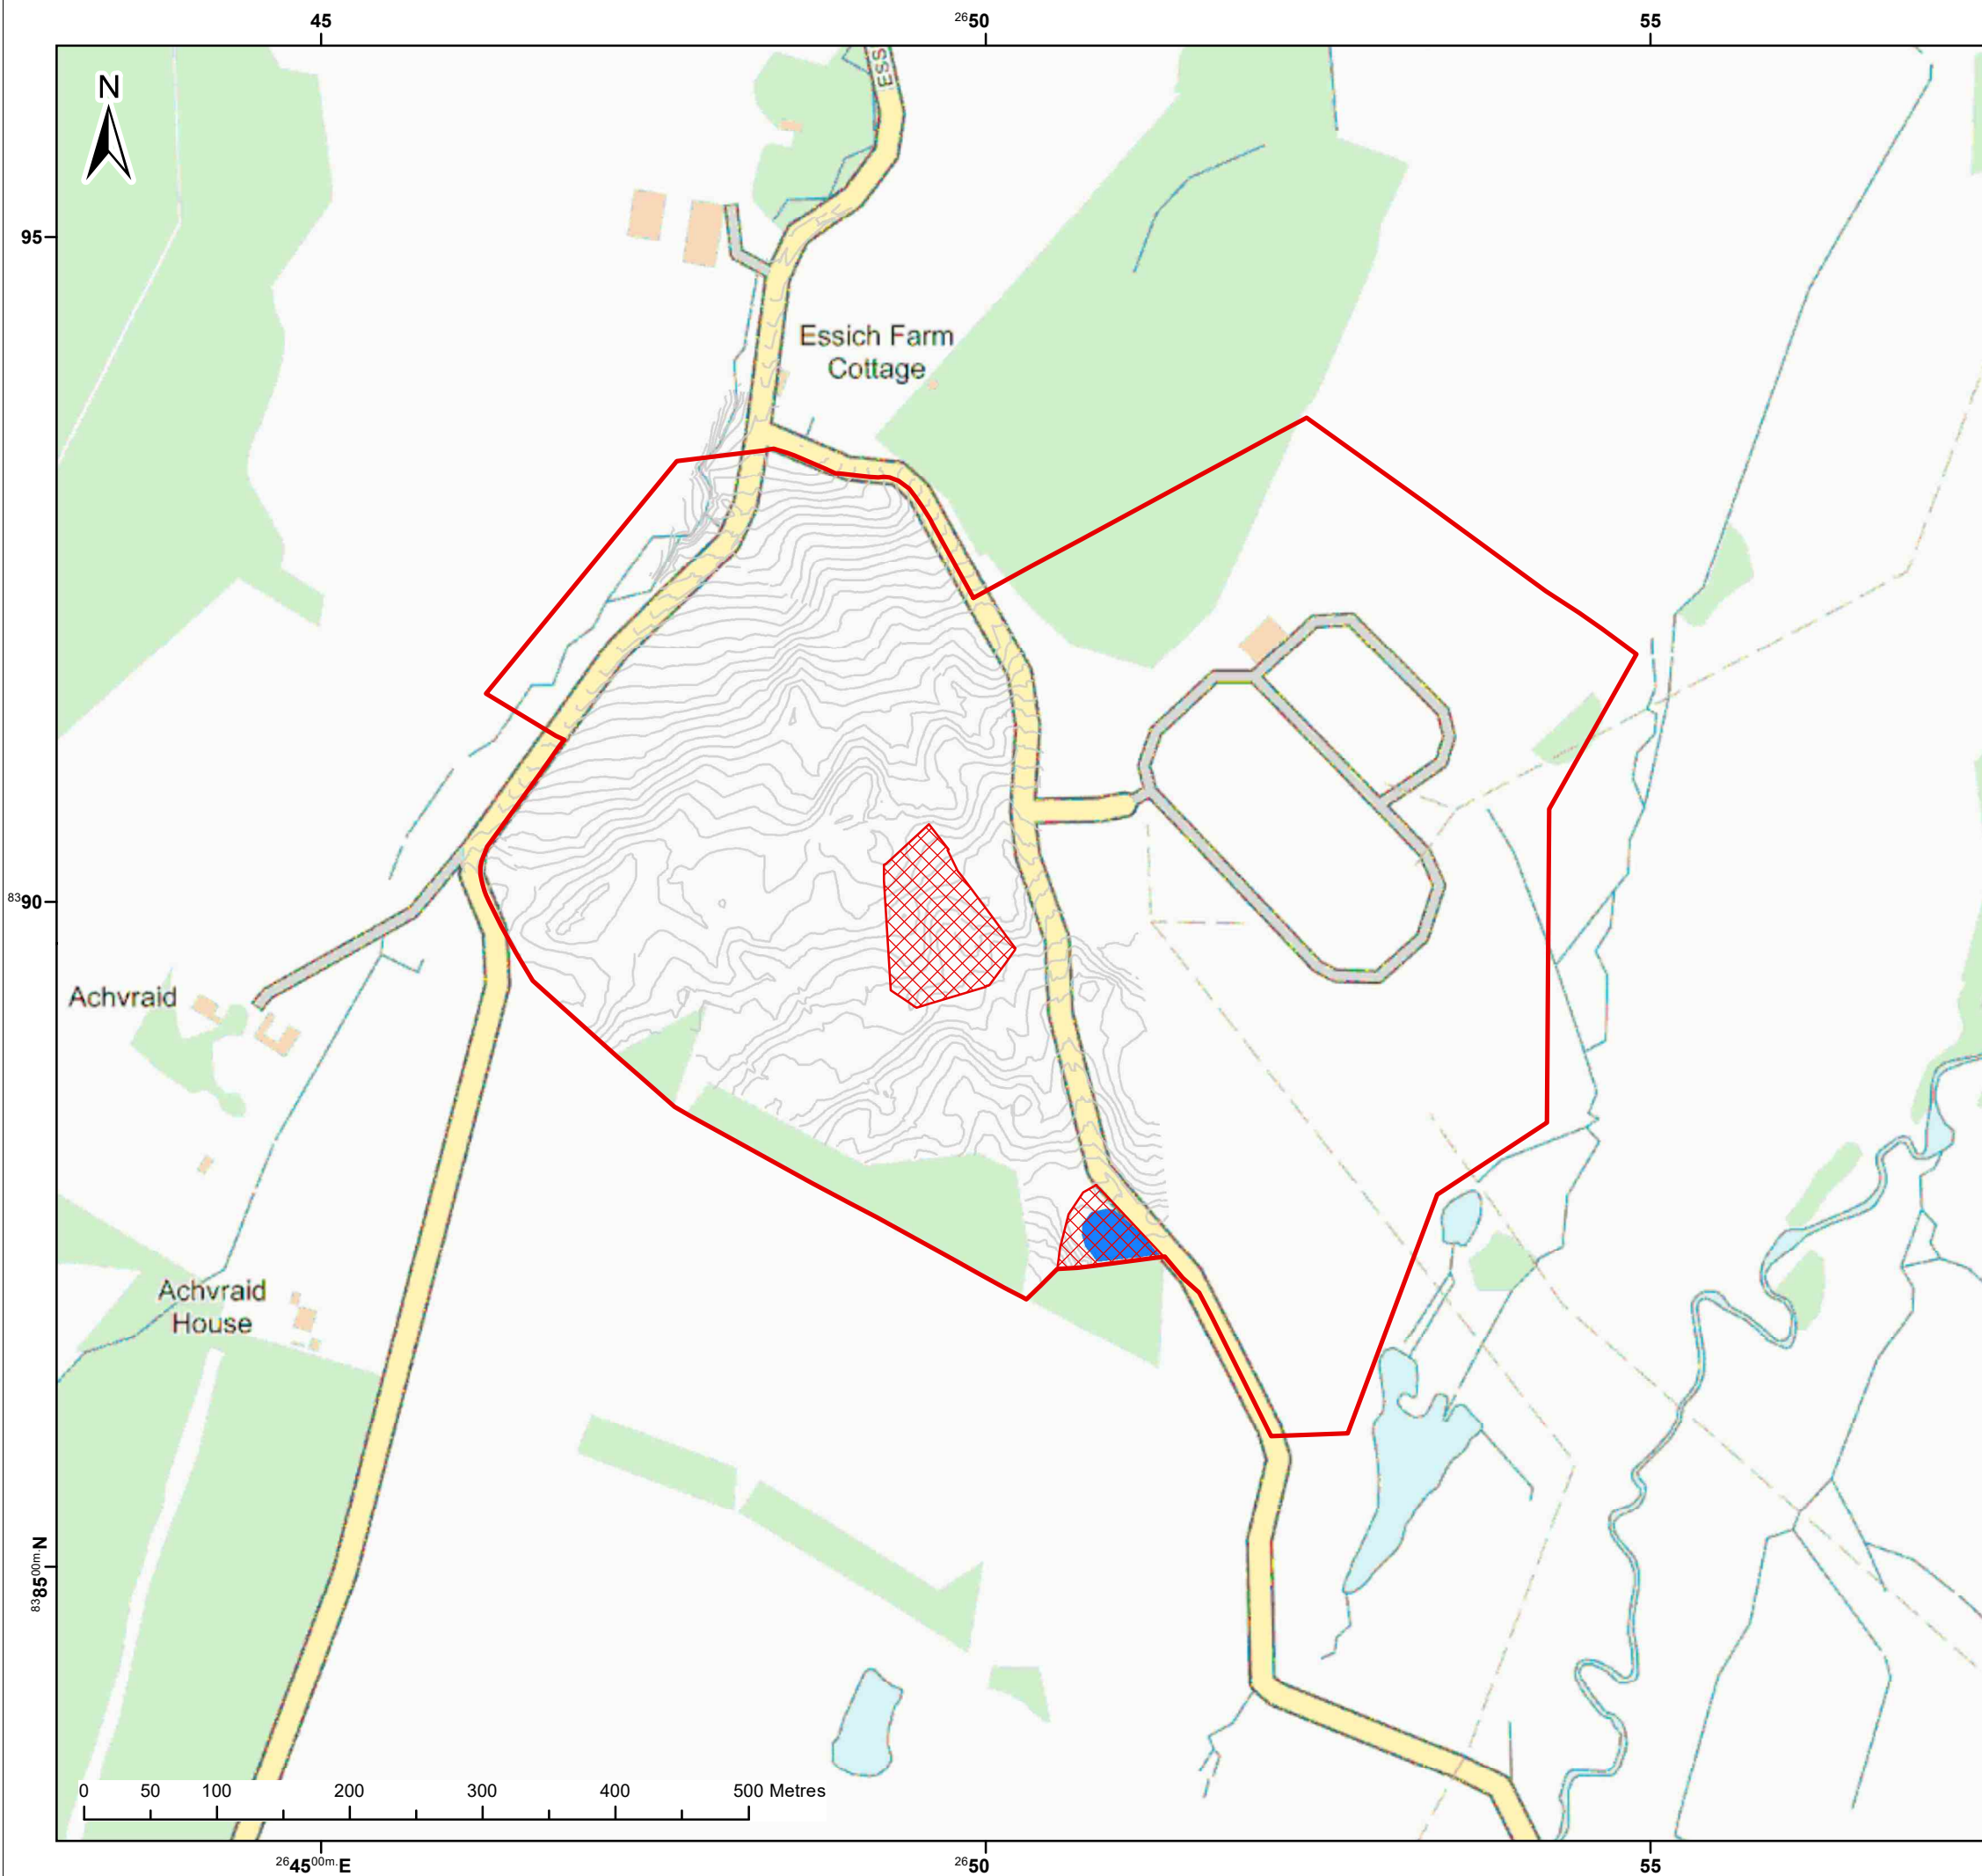 45 2650 55
N
ESS
95
Essich Farm
Cottage
8390
Achvraid
Achvraid
House
838500m.N
0 50 100 200 300 400 500 Metres
264500m.E 2650 55